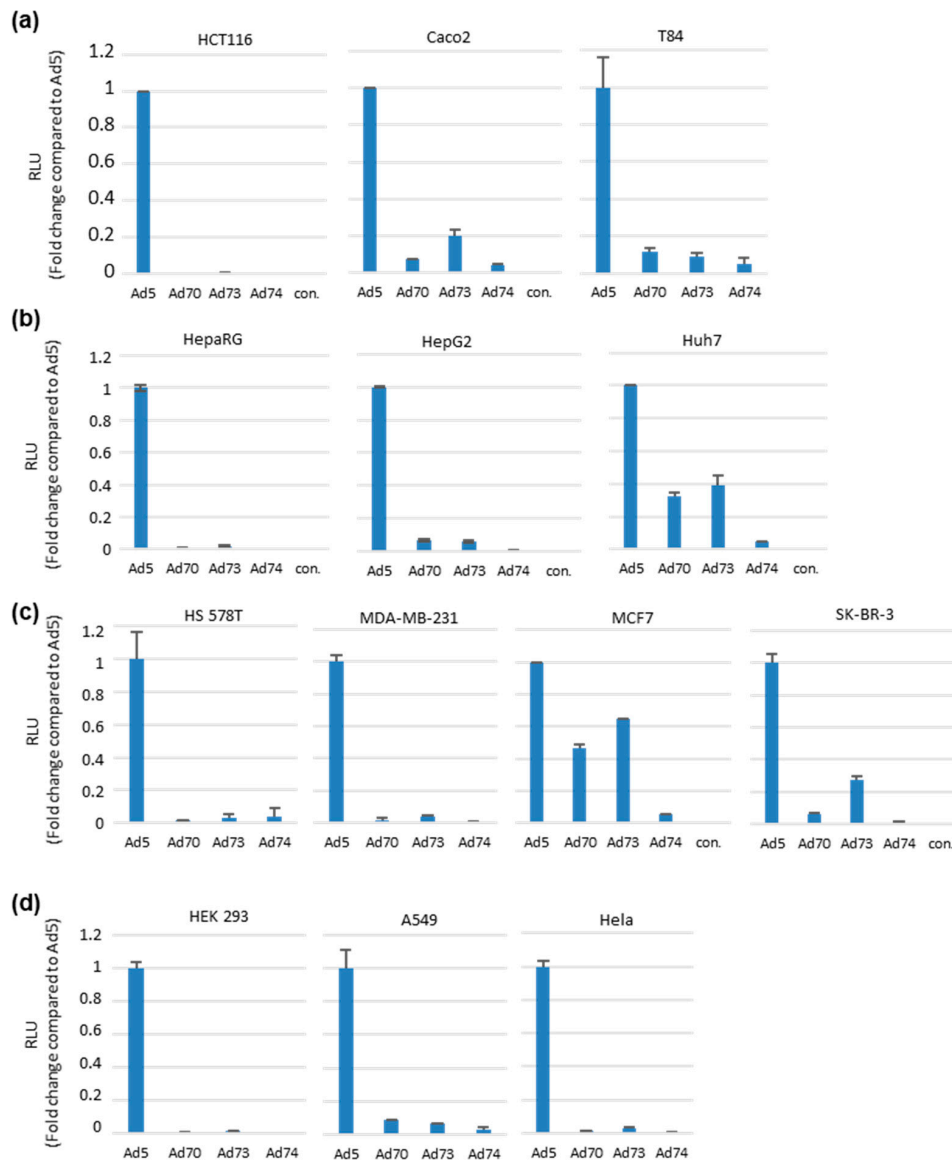 (a)
HCT116 Caco2 T84
1.2
1
0.8
0.6
0.4
0.2
0
RLU
(Fold change compared to Ad5)
Ad5 Ad70 Ad73 Ad74 con. Ad5 Ad70 Ad73 Ad74 con. Ad5 Ad70 Ad73 Ad74
(b)
HepaRG HepG2 Huh7
1.2
1
0.8
0.6
0.4
0.2
0
RLU
(Fold change compared to Ad5)
Ad5 Ad70 Ad73 Ad74 con. Ad5 Ad70 Ad73 Ad74 con. Ad5 Ad70 Ad73 Ad74 con.
(c)
HS 578T MDA-MB-231 MCF7 SK-BR-3
1.2
1
0.8
0.6
0.4
0.2
0
RLU
(Fold change compared to Ad5)
Ad5 Ad70 Ad73 Ad74 Ad5 Ad70 Ad73 Ad74 Ad5 Ad70 Ad73 Ad74 con. Ad5 Ad70 Ad73 Ad74 con.
(d)
HEK 293 A549 Hela
1.2
1
0.8
0.6
0.4
0.2
0
RLU
(Fold change compared to Ad5)
Ad5 Ad70 Ad73 Ad74 Ad5 Ad70 Ad73 Ad74 Ad5 Ad70 Ad73 Ad74